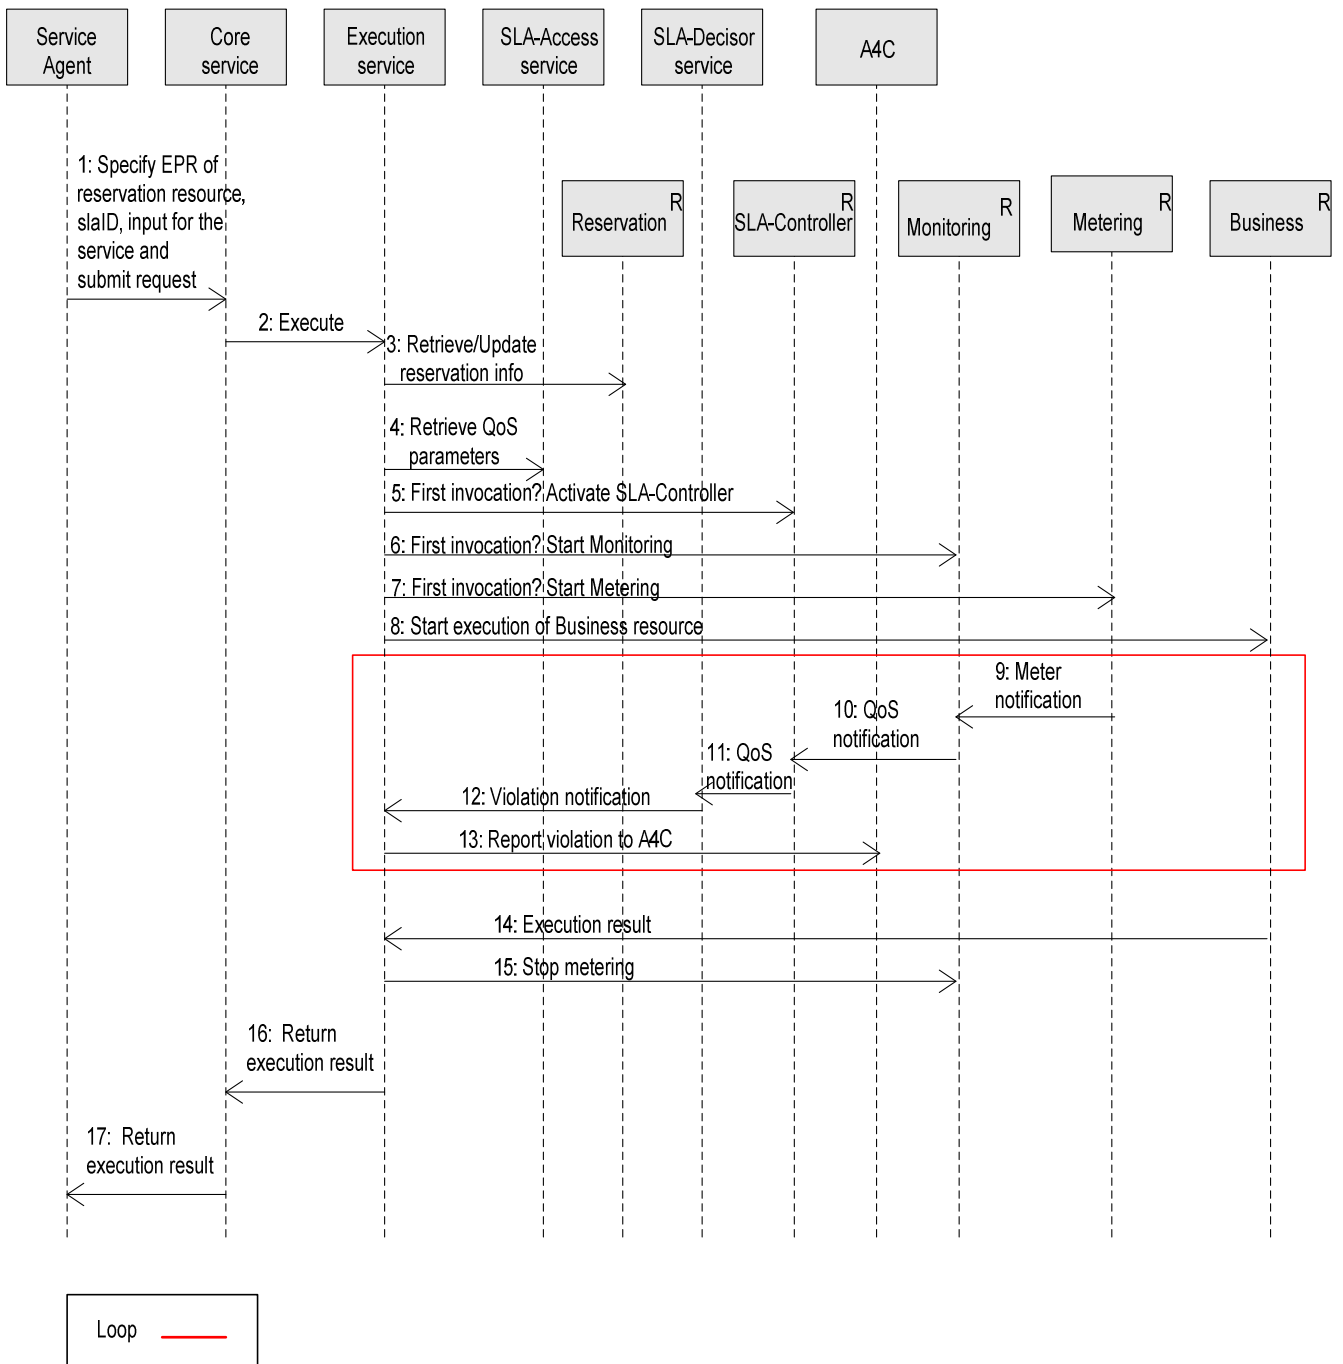 Service
Agent
Core
service
Execution
service
SLA-Access
service
SLA-Decisor
service
A4C
R
Reservation
R
SLA-Controller
R
Monitoring
R
Metering
R
Business
1: Specify EPR of
reservation resource,
slaID, input for the
service and
submit request
2: Execute
3: Retrieve/Update
reservation info
4: Retrieve QoS
parameters
5: First invocation? Activate SLA-Controller
6: First invocation? Start Monitoring
7: First invocation? Start Metering
8: Start execution of Business resource
9: Meter
notification
10: QoS
notification
11: QoS
notification
12: Violation notification
13: Report violation to A4C
14: Execution result
15: Stop metering
16: Return
execution result
17: Return
execution result
Loop